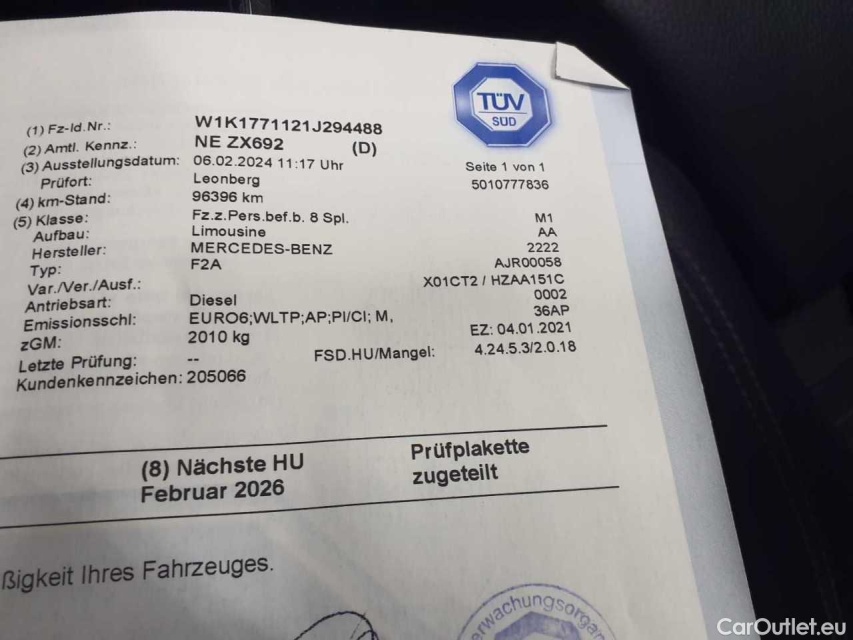 TÜV
SÜD
(1) Fz-Id.Nr.: W1K1771121J294488
(2) Amtl. Kennz.: NE ZX692 (D)
(3) Ausstellungsdatum: 06.02.2024 11:17 Uhr Seite 1 von 1
Prüfort: Leonberg 5010777836
(4) km-Stand: 96396 km
(5) Klasse: Fz.z.Pers.bef.b. 8 Spl. M1
Aufbau: Limousine AA
Hersteller: MERCEDES-BENZ 2222
Typ: F2A AJR00058
Var./Ver./Ausf.: X01CT2 / HZAA151C
Antriebsart: Diesel 0002
Emissionsschl: EURO6;WLTP;AP;PI/CI; M, 36AP
zGM: 2010 kg EZ: 04.01.2021
Letzte Prüfung: -- FSD.HU/Mangel: 4.24.5.3/2.0.18
Kundenkennzeichen: 205066
(8) Nächste HU Prüfplakette
Februar 2026 zugeteilt
ßigkeit Ihres Fahrzeuges.
erwachungsorgan
CarOutlet.eu